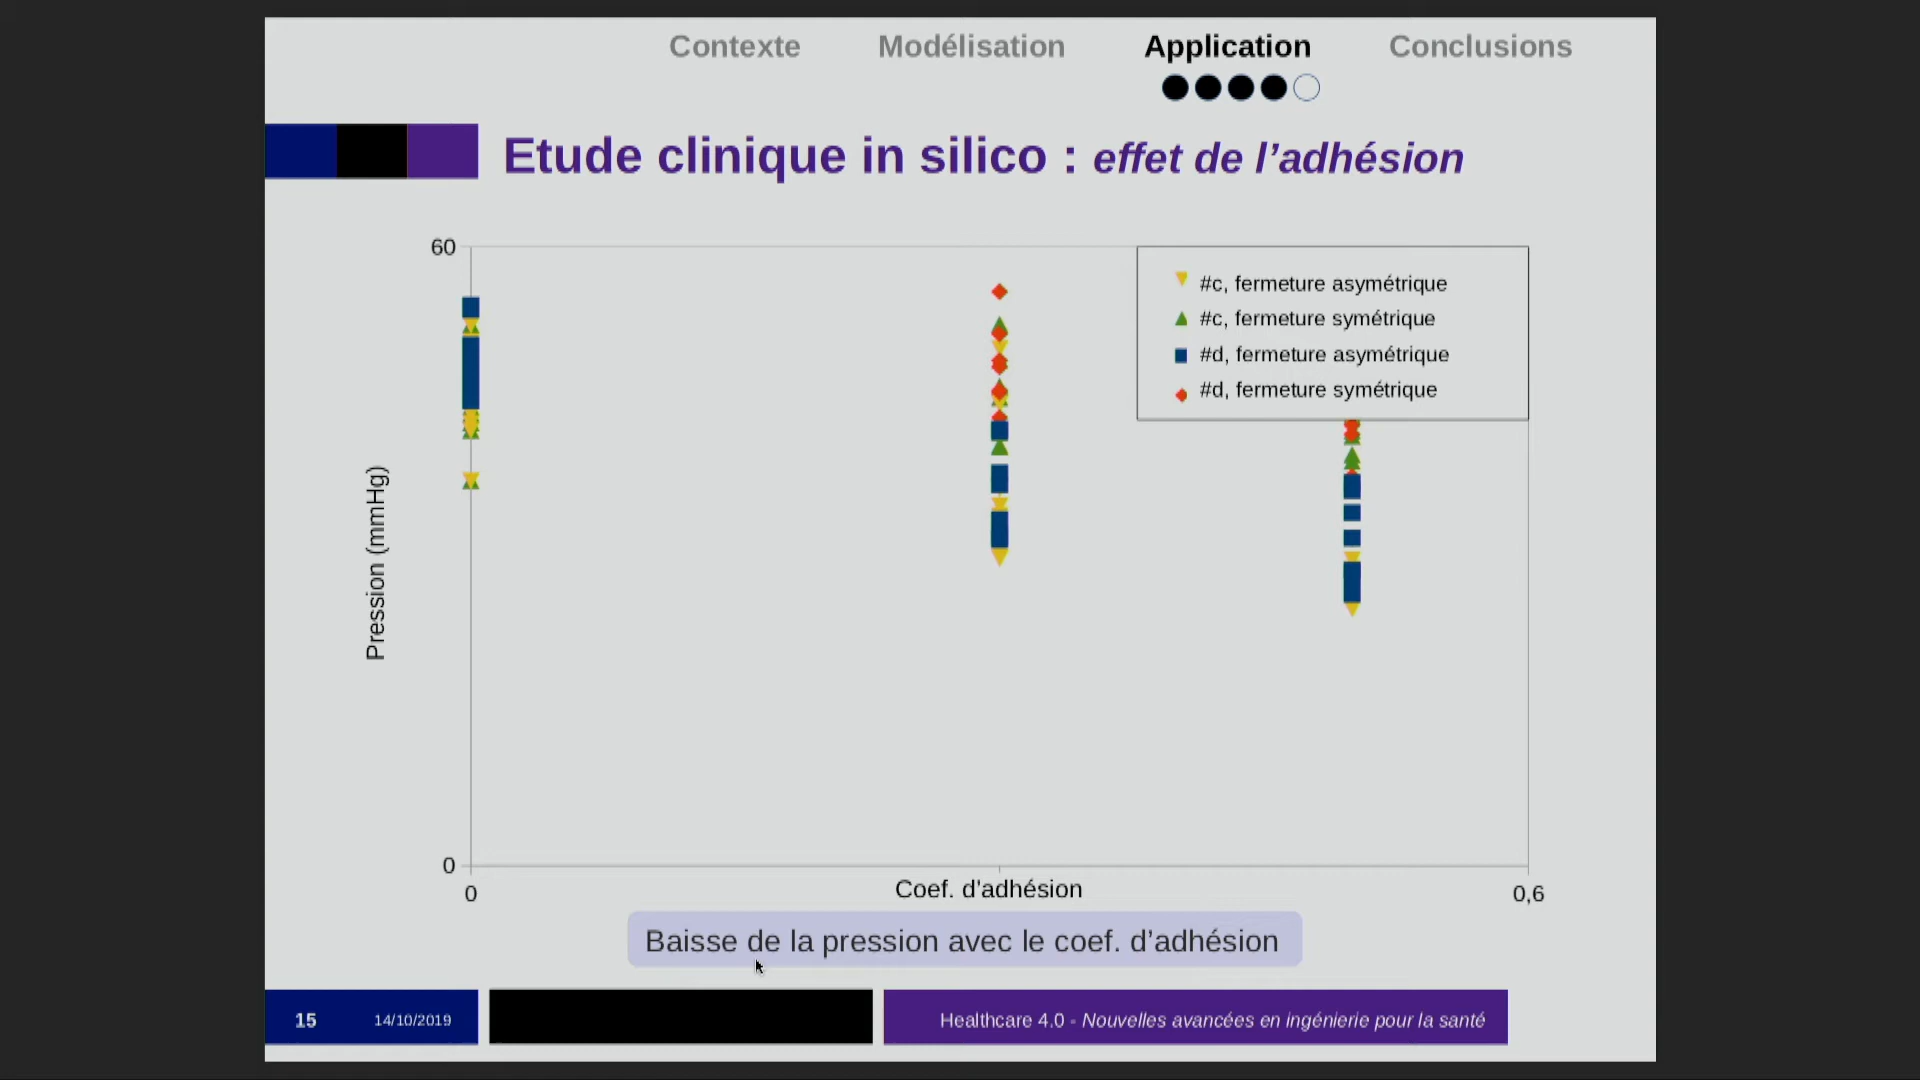 Contexte Modélisation Application Conclusions
Etude clinique in silico : effet de l’adhésion
60
#c, fermeture asymétrique
#c, fermeture symétrique
#d, fermeture asymétrique
#d, fermeture symétrique
Pression (mmHg)
0
0 Coef. d’adhésion 0,6
Baisse de la pression avec le coef. d’adhésion
15 14/10/2019 Healthcare 4.0 - Nouvelles avancées en ingénierie pour la santé